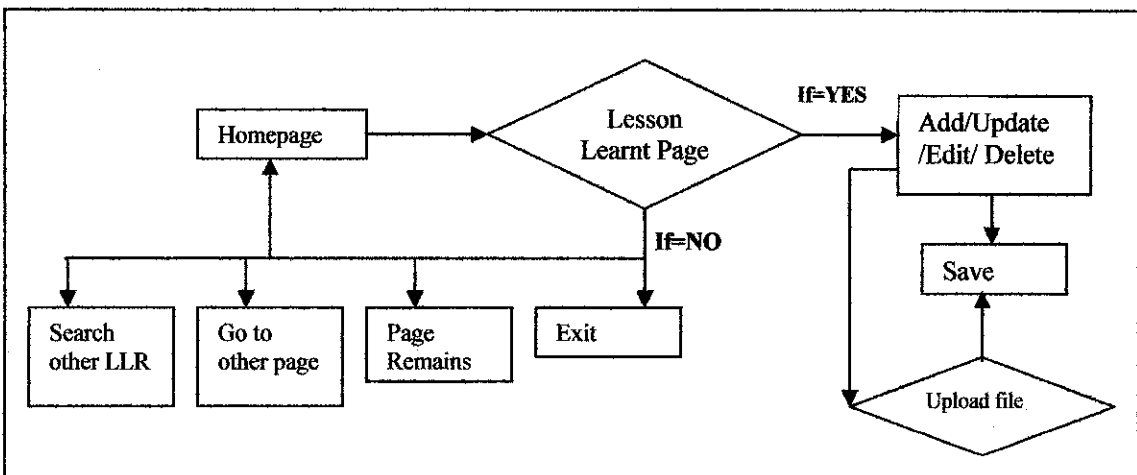 Homepage
Lesson
Learnt Page
If=YES
Add/Update
/Edit/ Delete
If=NO
Save
Search
other LLR
Go to
other page
Page
Remains
Exit
Upload file